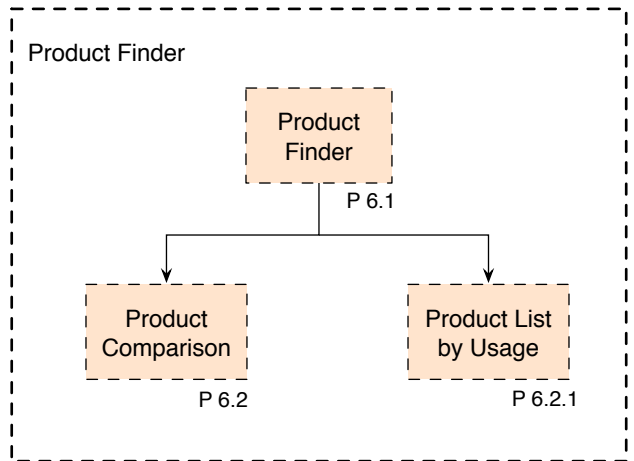 Product Finder
Product
Finder
P 6.1
Product
Comparison
P 6.2
Product List
by Usage
P 6.2.1